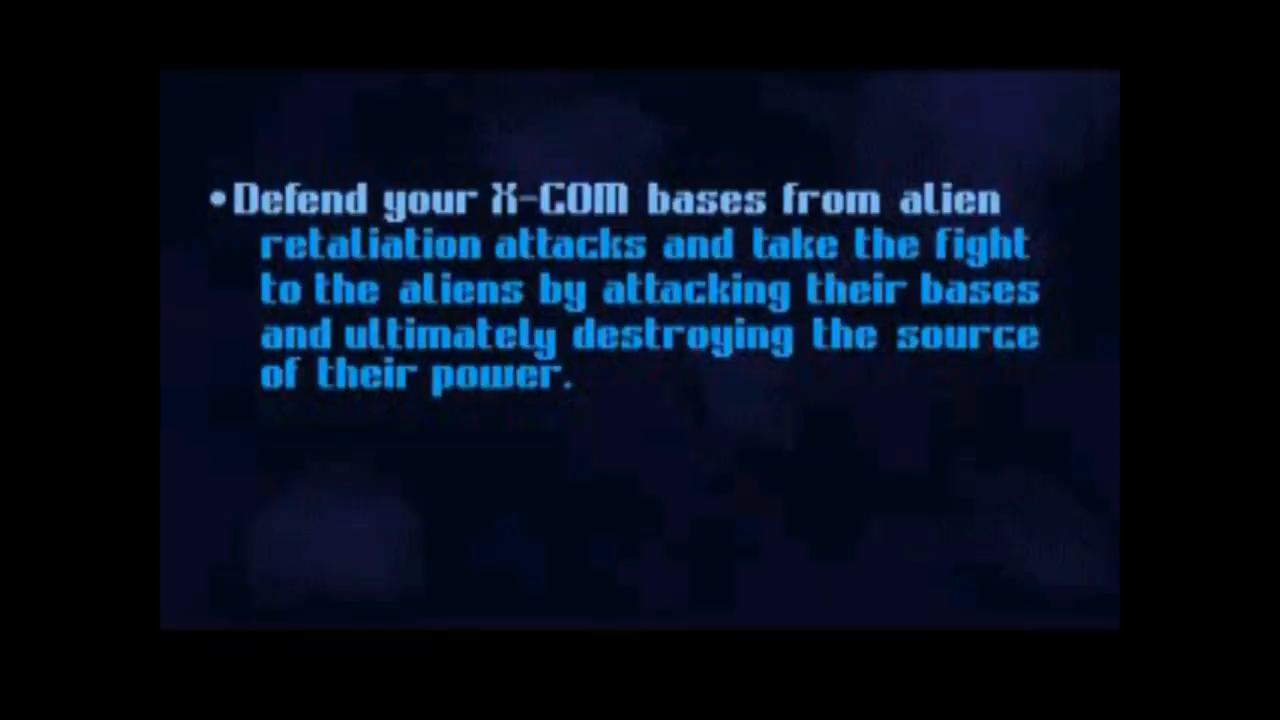 •Defend your X-COM bases from alien
retaliation attacks and take the fight
to the aliens by attacking their bases
and ultimately destroying the source
of their power.